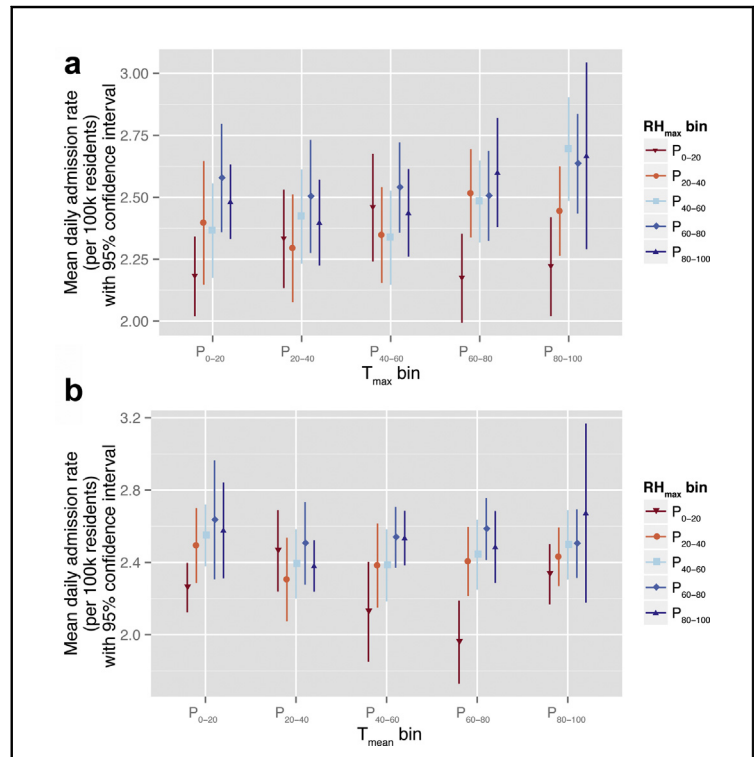 a
Mean daily admission rate
(per 100k residents)
with 95% confidence interval
3.00
2.75
2.50
2.25
2.00
P0-20
P20-40
P40-60
P60-80
P80-100
Tmax bin
RHmax bin
P0-20
P20-40
P40-60
P60-80
P80-100
b
Mean daily admission rate
(per 100k residents)
with 95% confidence interval
3.2
2.8
2.4
2.0
P0-20
P20-40
P40-60
P60-80
P80-100
Tmean bin
RHmax bin
P0-20
P20-40
P40-60
P60-80
P80-100